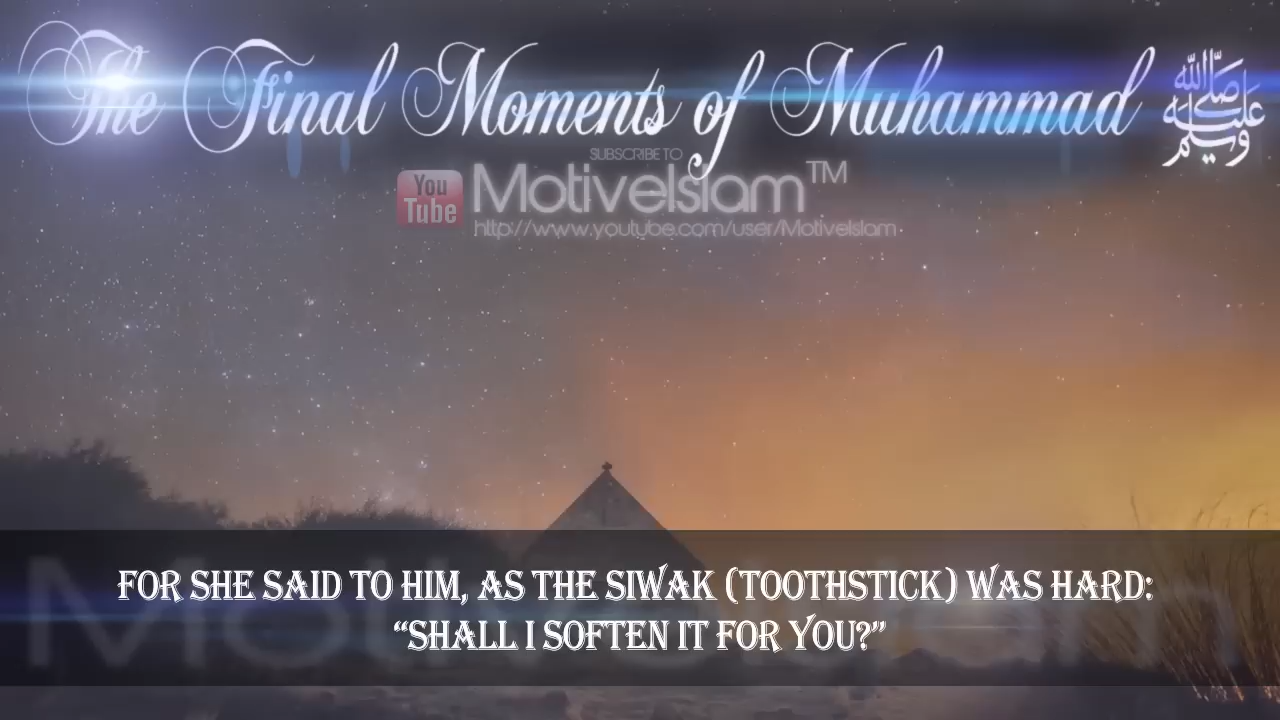 The Final Moments of Muhammad ﷺ
SUBSCRIBE TO
You Tube MotiveIslam™
http://www.youtube.com/user/MotiveIslam
FOR SHE SAID TO HIM, AS THE SIWAK (TOOTHSTICK) WAS HARD:
“SHALL I SOFTEN IT FOR YOU?”
MotiveIslam